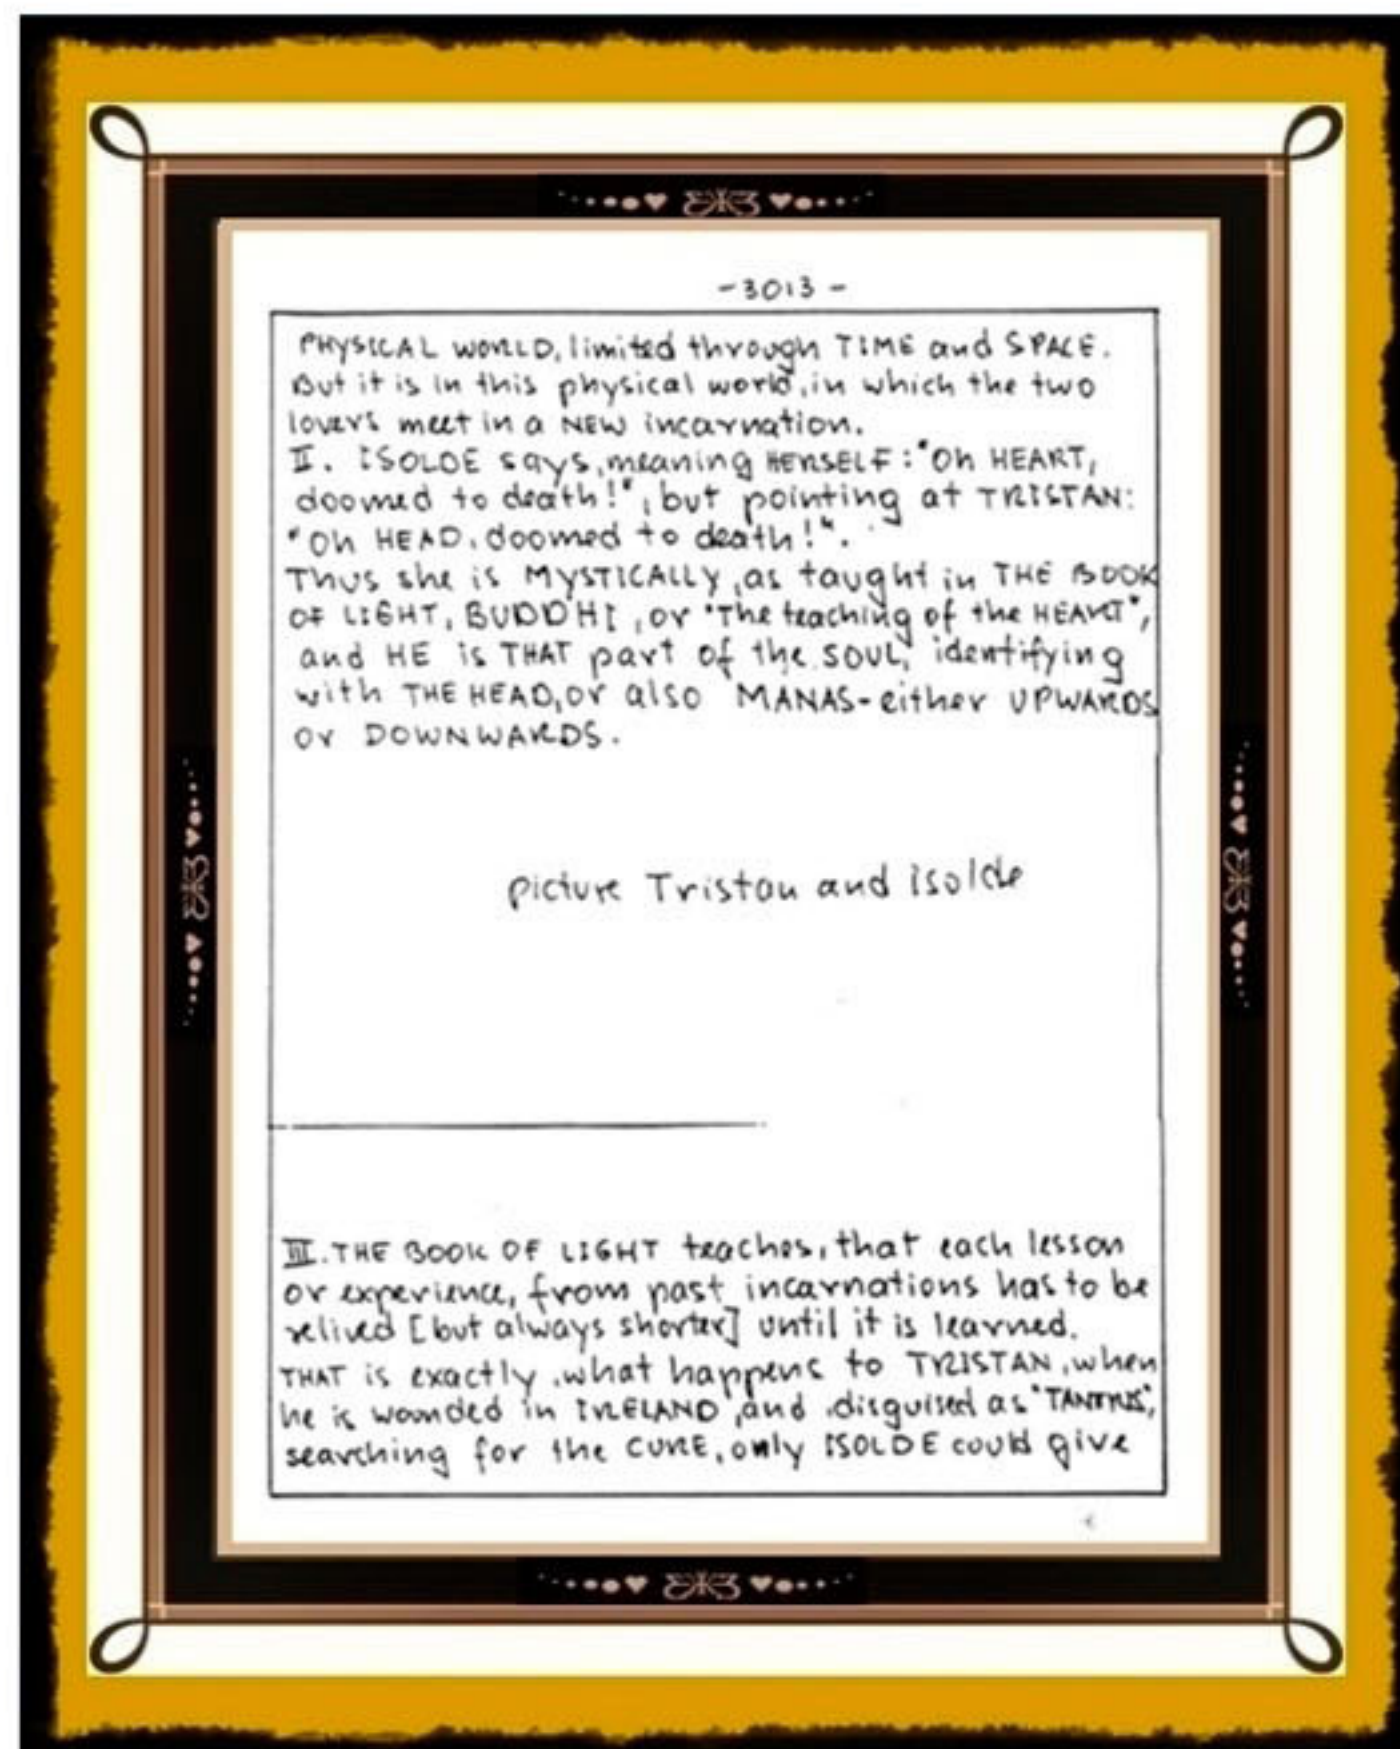 -3013-
PHYSICAL WORLD, limited through TIME and SPACE.
But it is in this physical world, in which the two
lovers meet in a NEW incarnation.
II. ISOLDE says, meaning HERSELF: "Oh HEART,
doomed to death!", but pointing at TRISTAN:
"Oh HEAD, doomed to death!".
Thus she is MYSTICALLY, as taught in THE BOOK
OF LIGHT, BUDDHI, or "The teaching of the HEART",
and HE is THAT part of the SOUL, identifying
with THE HEAD, or also MANAS-either UPWARDS
or DOWNWARDS.
picture Tristan and Isolde
III. THE BOOK OF LIGHT teaches, that each lesson
or experience, from past incarnations has to be
relived [but always shorter] until it is learned.
THAT is exactly, what happens to TRISTAN, when
he is wounded in IRELAND, and, disguised as "TANTRIS",
searching for the CURE, only ISOLDE could give